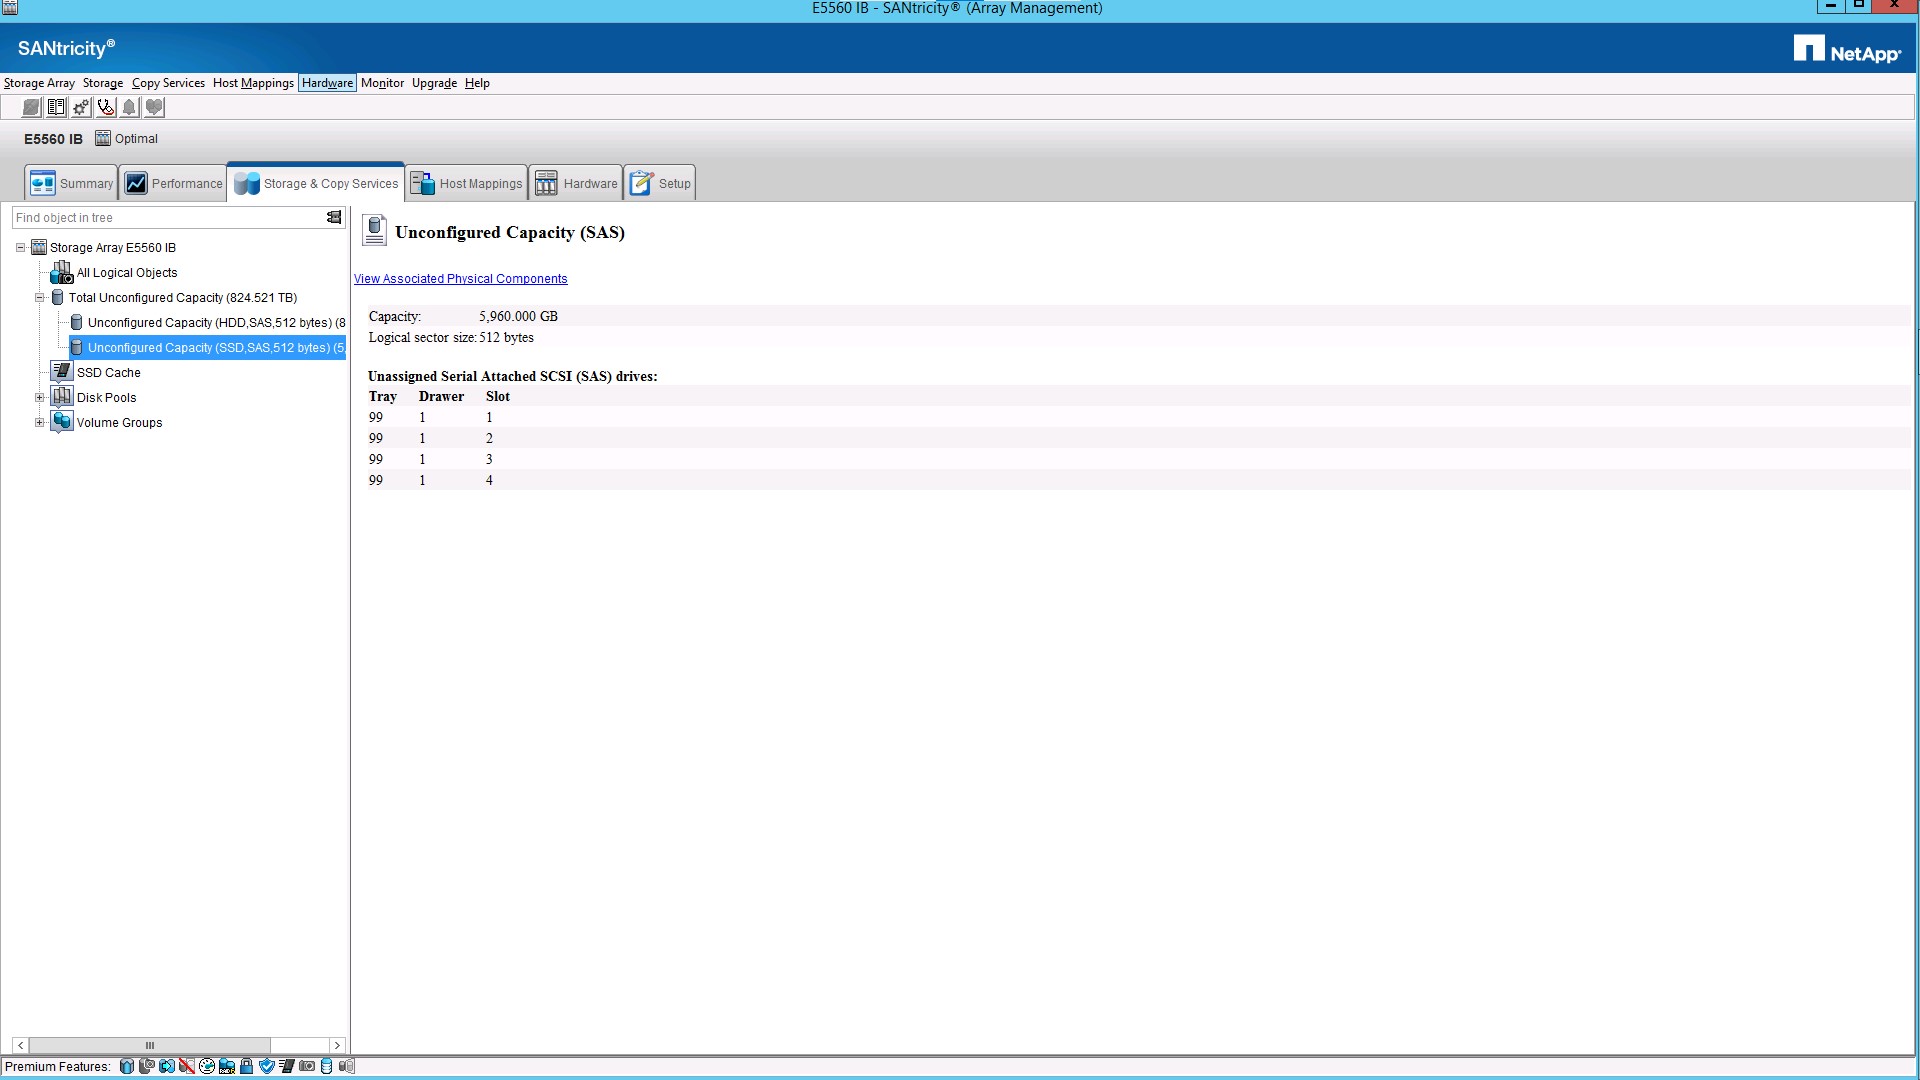 E5560 IB - SANtricity® (Array Management)
SANtricity®
NetApp®
Storage Array Storage Copy Services Host Mappings Hardware Monitor Upgrade Help
E5560 IB Optimal
Summary Performance Storage & Copy Services Host Mappings Hardware Setup
Find object in tree
Storage Array E5560 IB
All Logical Objects
Total Unconfigured Capacity (824.521 TB)
Unconfigured Capacity (HDD,SAS,512 bytes) (8
Unconfigured Capacity (SSD,SAS,512 bytes) (5,
SSD Cache
Disk Pools
Volume Groups
Unconfigured Capacity (SAS)
View Associated Physical Components
Capacity: 5,960.000 GB
Logical sector size: 512 bytes
Unassigned Serial Attached SCSI (SAS) drives:
Tray Drawer Slot
99 1 1
99 1 2
99 1 3
99 1 4
Premium Features: